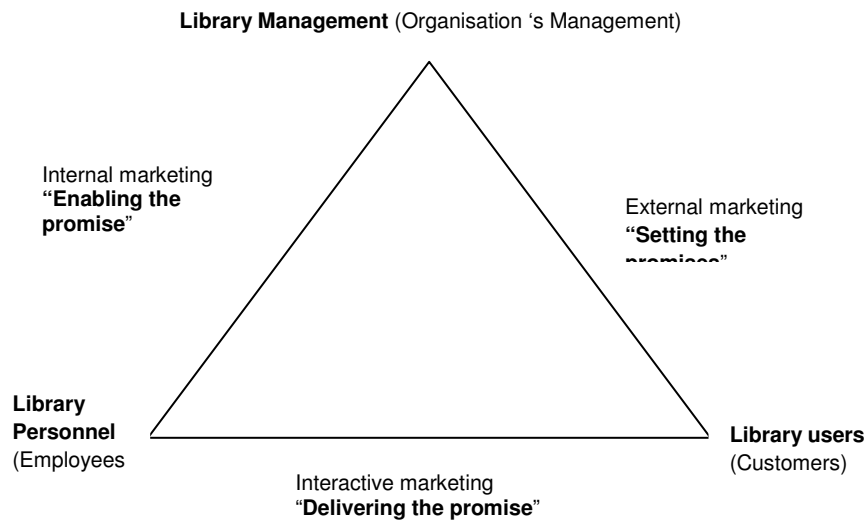 Library Management (Organisation ‘s Management)
Internal marketing
“Enabling the
promise”
External marketing
“Setting the
promises”
Library
Personnel
(Employees
Library users
(Customers)
Interactive marketing
“Delivering the promise”